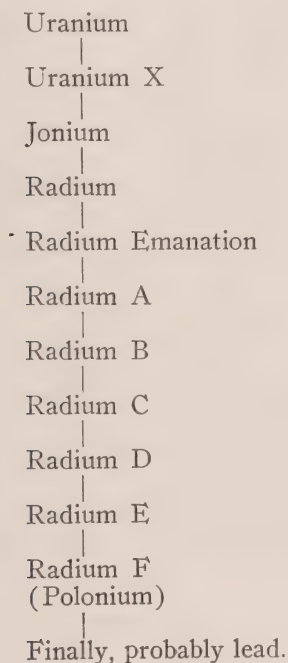 Uranium
Uranium X
Jonium
Radium
Radium Emanation
Radium A
Radium B
Radium C
Radium D
Radium E
Radium F
(Polonium)
Finally, probably lead.